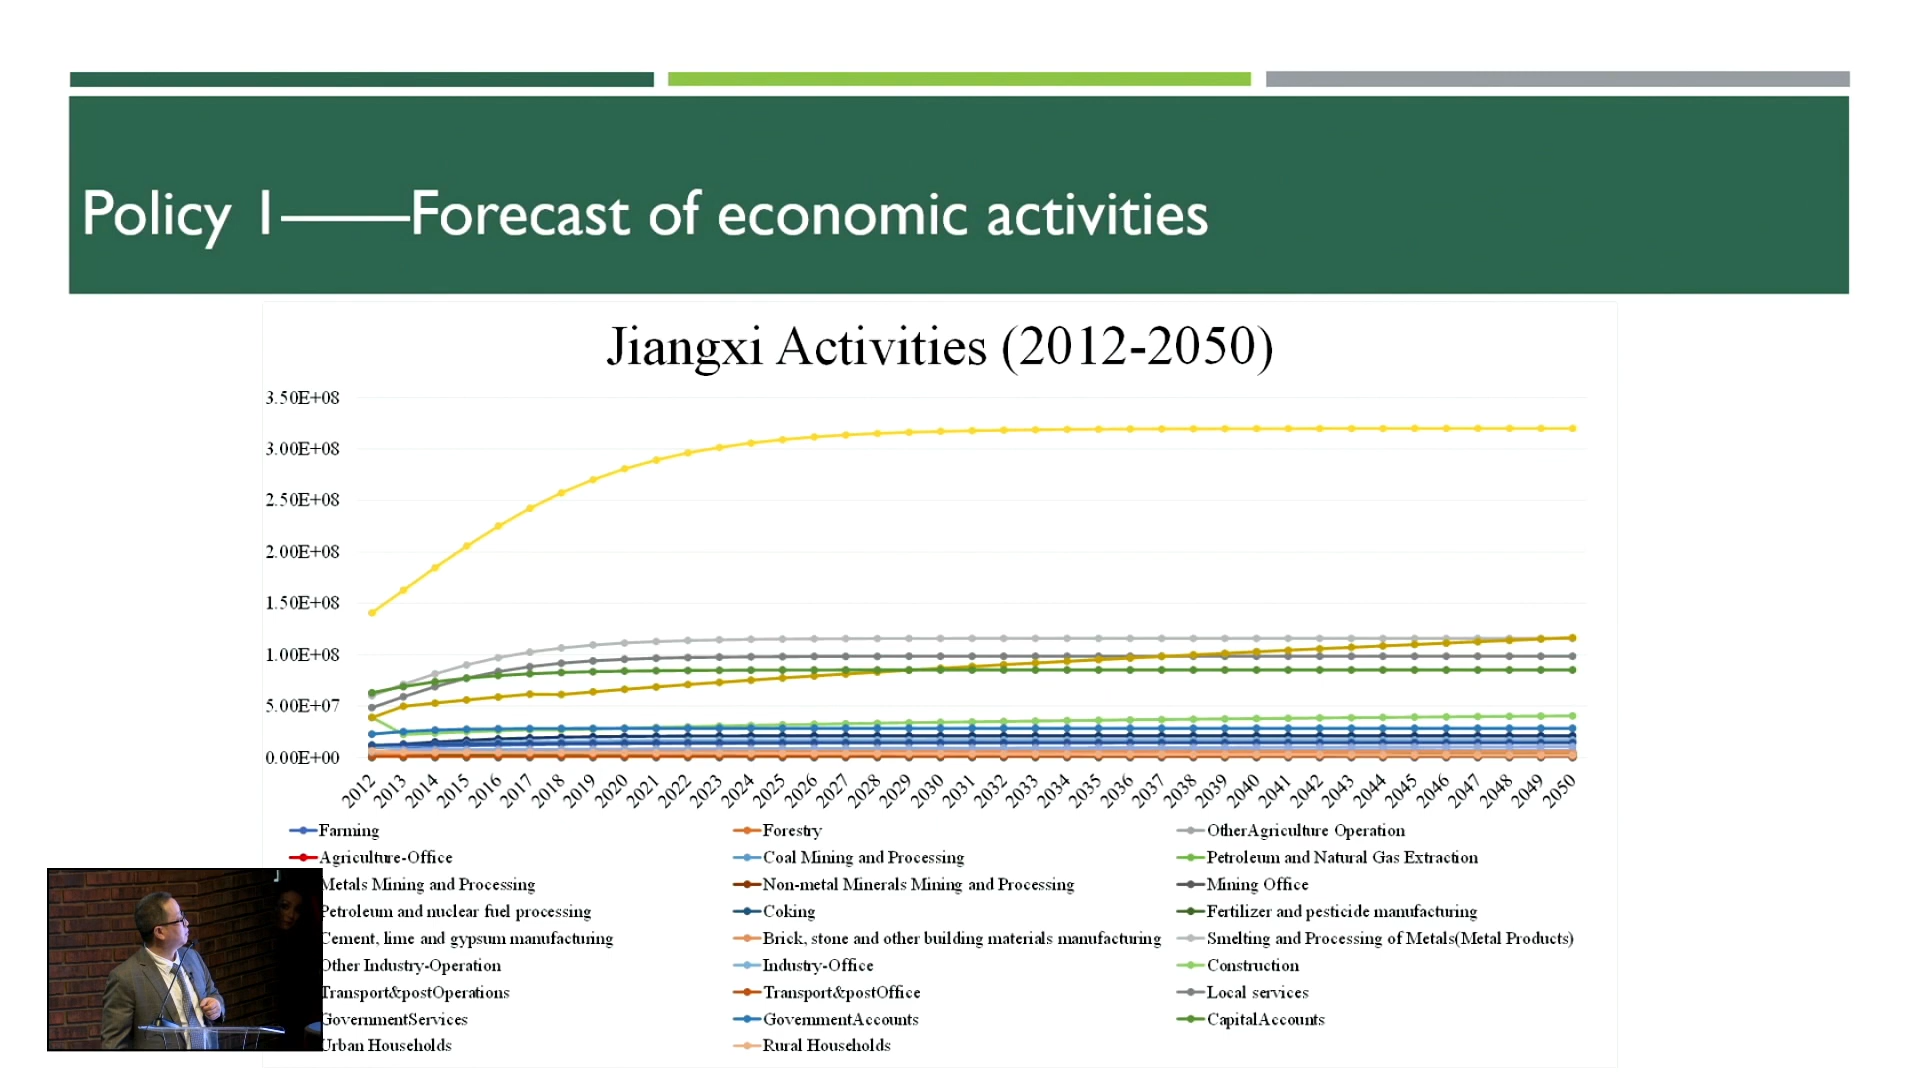 Policy 1——Forecast of economic activities
Jiangxi Activities (2012-2050)
3.50E+08
3.00E+08
2.50E+08
2.00E+08
1.50E+08
1.00E+08
5.00E+07
0.00E+00
2012 2013 2014 2015 2016 2017 2018 2019 2020 2021 2022 2023 2024 2025 2026 2027 2028 2029 2030 2031 2032 2033 2034 2035 2036 2037 2038 2039 2040 2041 2042 2043 2044 2045 2046 2047 2048 2049 2050
Farming Forestry OtherAgriculture Operation
Agriculture-Office Coal Mining and Processing Petroleum and Natural Gas Extraction
Metals Mining and Processing Non-metal Minerals Mining and Processing Mining Office
Petroleum and nuclear fuel processing Coking Fertilizer and pesticide manufacturing
Cement, lime and gypsum manufacturing Brick, stone and other building materials manufacturing Smelting and Processing of Metals(Metal Products)
Other Industry-Operation Industry-Office Construction
Transport&postOperations Transport&postOffice Local services
GovernmentServices GovernmentAccounts CapitalAccounts
Urban Households Rural Households